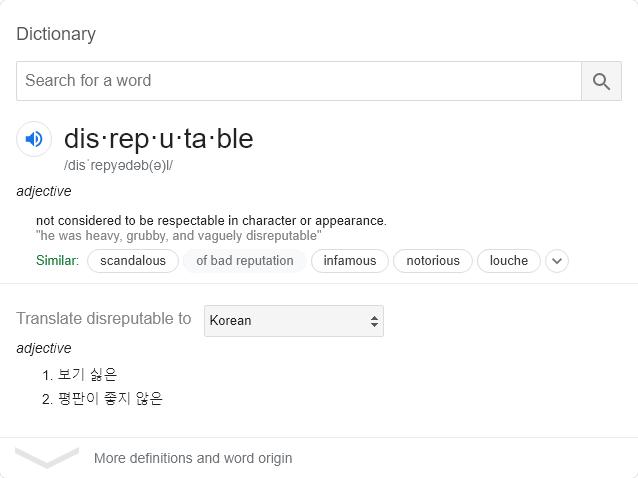 Dictionary
Search for a word
dis·rep·u·ta·ble
/disˈrepyədəb(ə)l/
adjective
not considered to be respectable in character or appearance.
"he was heavy, grubby, and vaguely disreputable"
Similar: scandalous of bad reputation infamous notorious louche
Translate disreputable to Korean
adjective
1. 보기 싫은
2. 평판이 좋지 않은
More definitions and word origin